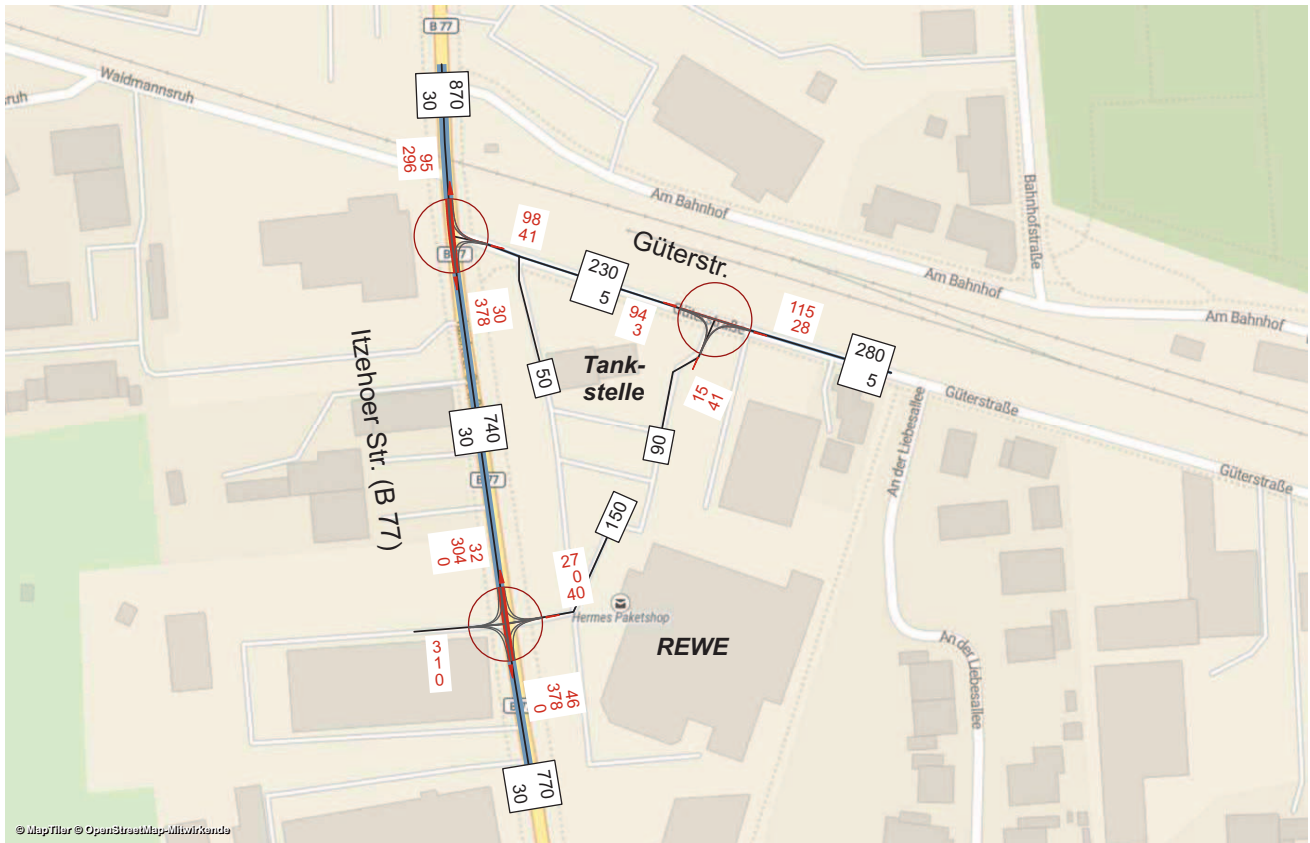 B 77
Waldmannsruh
ruh
870
30
95
296
Am Bahnhof
Bahnhofstraße
Am Bahnhof
Am Bahnhof
98
41
Güterstr.
230
5
30
378
94
3
115
28
280
5
Güterstraße
Güterstraße
Itzehoer Str. (B 77)
50
Tank-
stelle
15
41
An der Liebesallee
740
30
90
B 77
150
32
304
0
27
0
40
Hermes Paketshop
REWE
An der Liebesallee
3
1
0
46
378
0
770
30
© MapTiler © OpenStreetMap-Mitwirkende